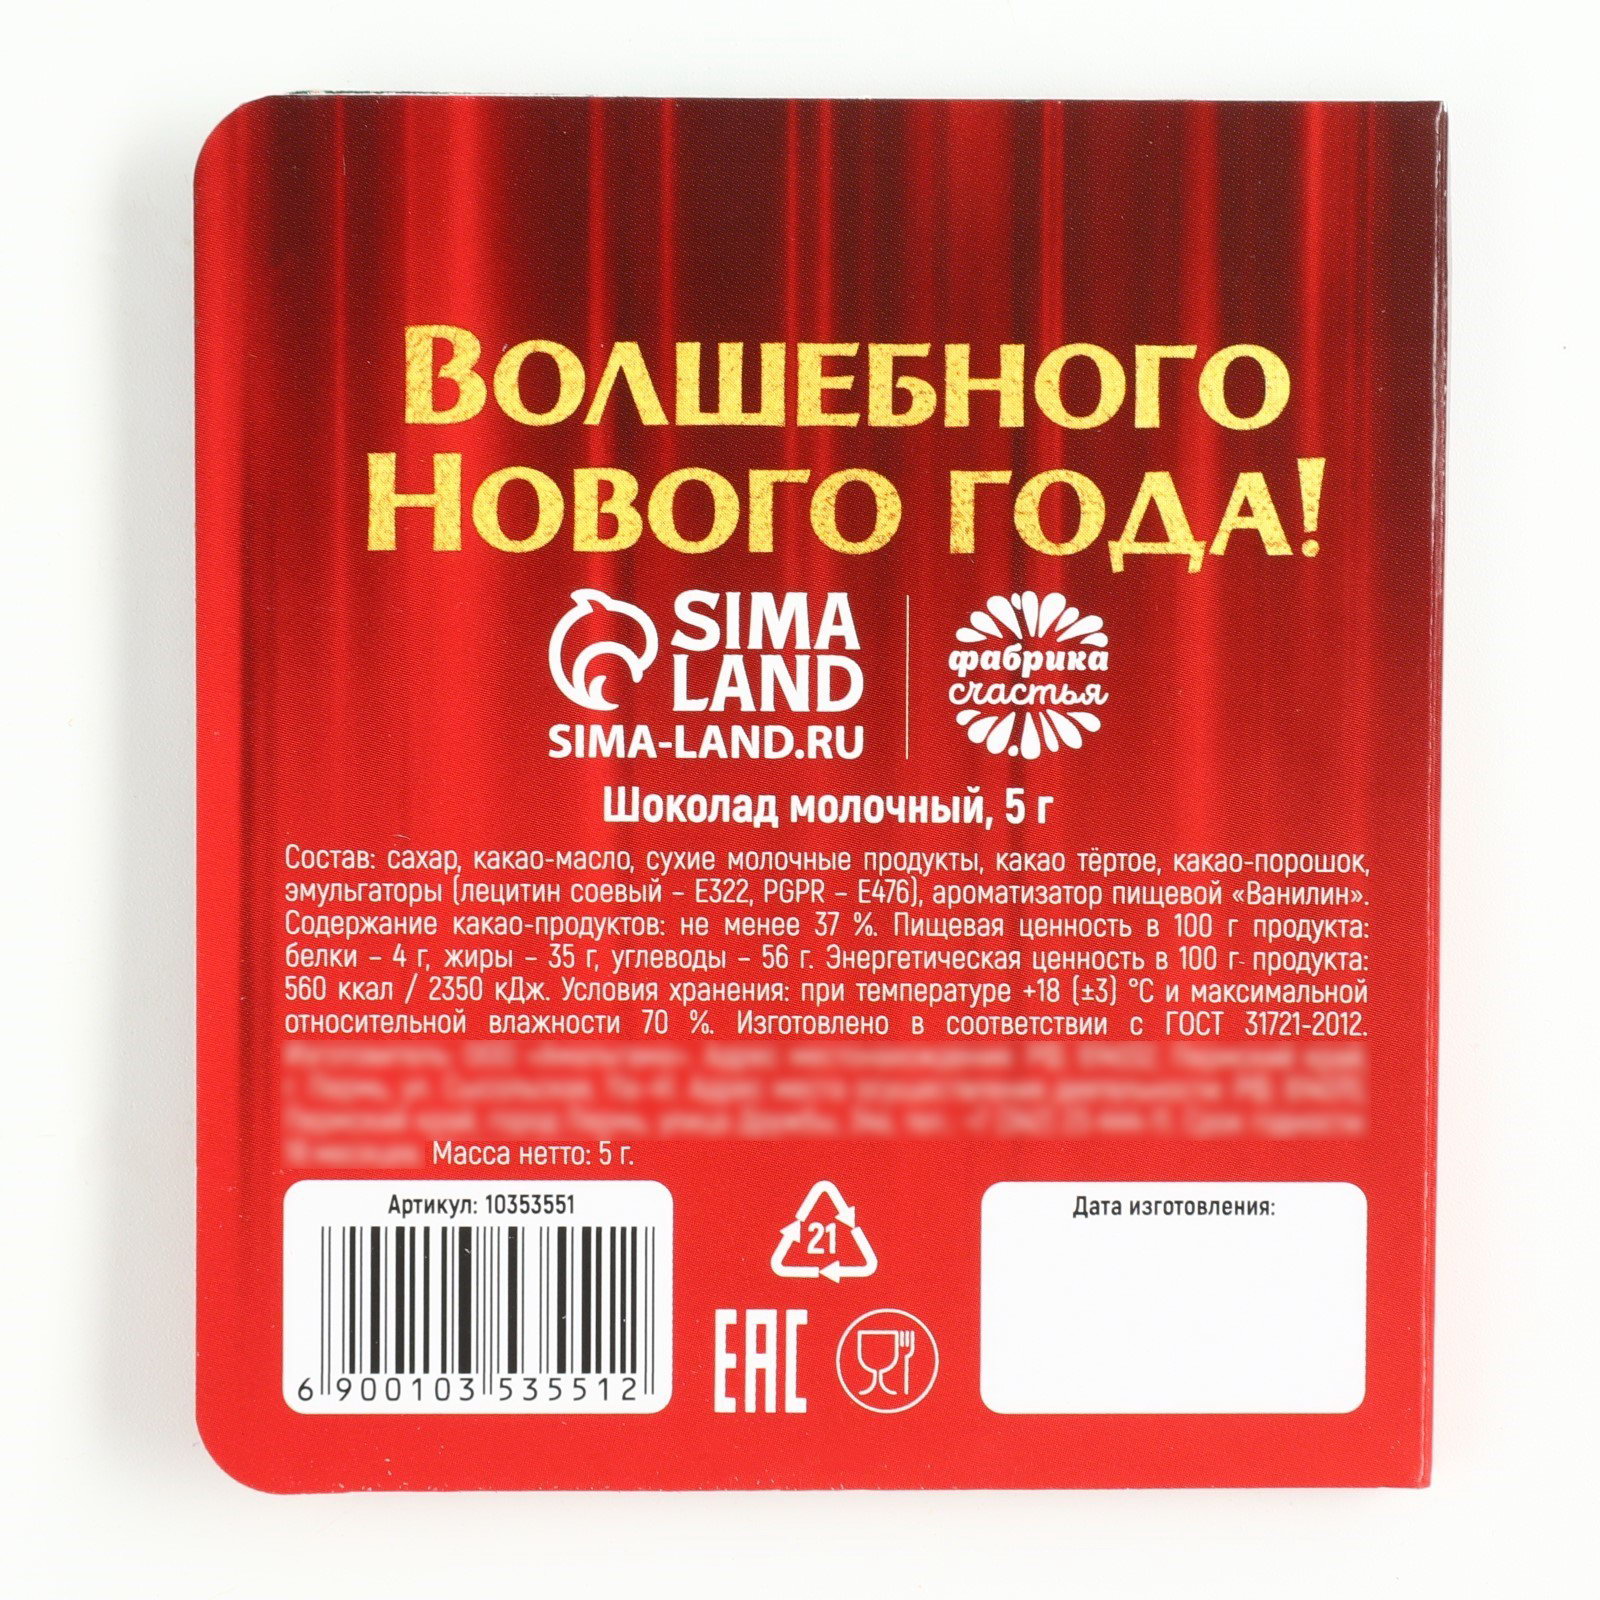 Волшебного
Нового года!
SIMA
LAND
SIMA-LAND.RU
фабрика
счастья
Шоколад молочный, 5 г
Состав: сахар, какао-масло, сухие молочные продукты, какао тёртое, какао-порошок,
эмульгаторы (лецитин соевый – Е322, PGPR – Е476), ароматизатор пищевой «Ванилин».
Содержание какао-продуктов: не менее 37 %. Пищевая ценность в 100 г продукта:
белки – 4 г, жиры – 35 г, углеводы – 56 г. Энергетическая ценность в 100 г продукта:
560 ккал / 2350 кДж. Условия хранения: при температуре +18 (±3) °С и максимальной
относительной влажности 70 %. Изготовлено в соответствии с ГОСТ 31721-2012.
Масса нетто: 5 г.
Артикул: 10353551
6 900103 535512
21
EAC
Дата изготовления: